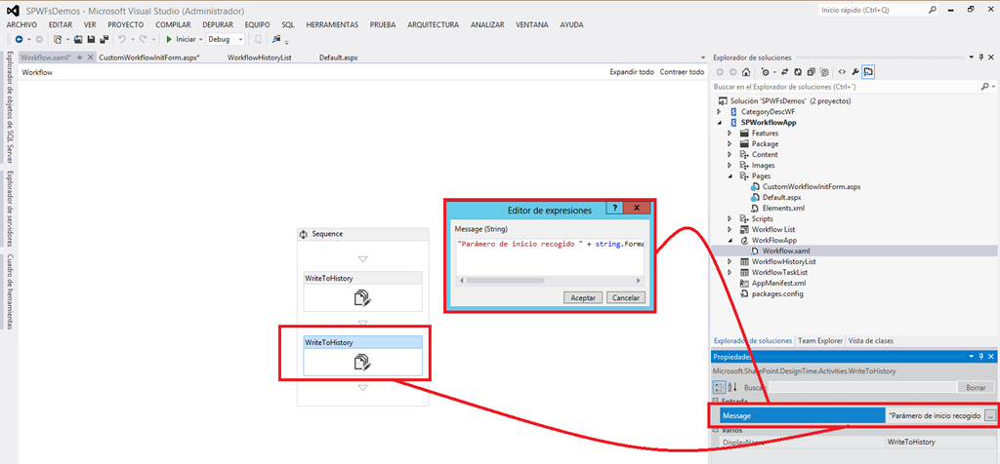 SPWFsDemos - Microsoft Visual Studio (Administrador)
Inicio rápido (Ctrl+Q)
ARCHIVO EDITAR VER PROYECTO COMPILAR DEPURAR EQUIPO SQL HERRAMIENTAS PRUEBA ARQUITECTURA ANALIZAR VENTANA AYUDA
Iniciar Debug
Workflow.xaml* CustomWorkflowInitForm.aspx* WorkflowHistoryList Default.aspx
Workflow Expandir todo Contraer todo
Explorador de objetos de SQL Server
Explorador de servidores
Cuadro de herramientas
Sequence
WriteToHistory
WriteToHistory
Editor de expresiones
? x
Message (String)
"Parámero de inicio recogido " + string.Forma
Aceptar Cancelar
Explorador de soluciones
Buscar en el Explorador de soluciones (Ctrl+')
Solución 'SPWFsDemos' (2 proyectos)
CategoryDescWF
SPWorkflowApp
Features
Package
Content
Images
Pages
CustomWorkflowInitForm.aspx
Default.aspx
Elements.xml
Scripts
Workflow List
WorkFlowApp
Workflow.xaml
WorkflowHistoryList
WorkflowTaskList
AppManifest.xml
packages.config
Explorador de soluciones Team Explorer Vista de clases
Propiedades
Microsoft.SharePoint.DesignTime.Activities.WriteToHistory
Buscar: Borrar
Entrada
Message "Parámero de inicio recogido ...
Varios
DisplayName WriteToHistory